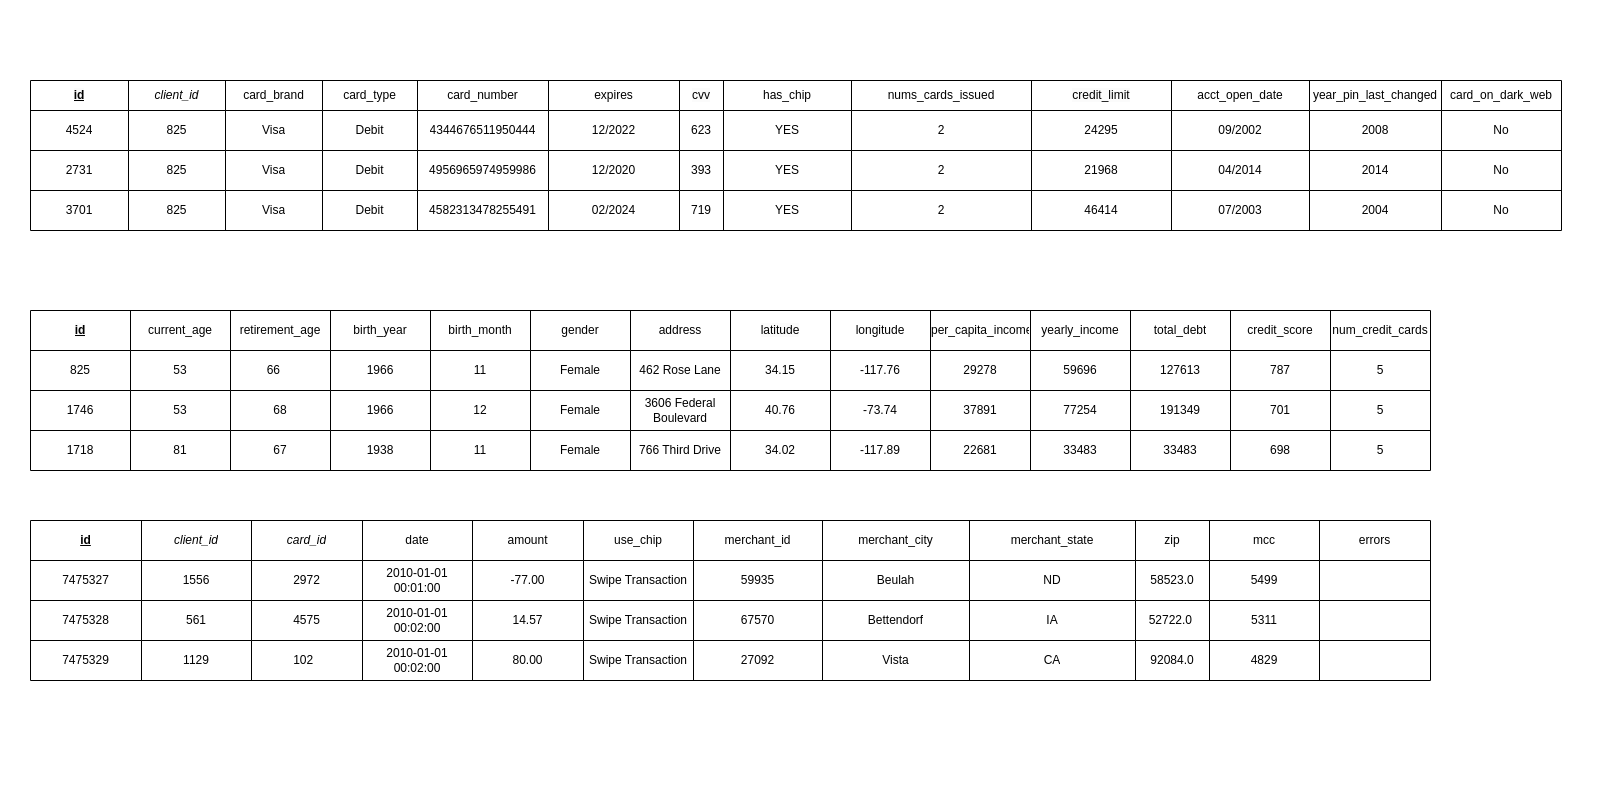 id client_id card_brand card_type card_number expires cvv has_chip nums_cards_issued credit_limit acct_open_date year_pin_last_changed card_on_dark_web
4524 825 Visa Debit 4344676511950444 12/2022 623 YES 2 24295 09/2002 2008 No
2731 825 Visa Debit 4956965974959986 12/2020 393 YES 2 21968 04/2014 2014 No
3701 825 Visa Debit 4582313478255491 02/2024 719 YES 2 46414 07/2003 2004 No
id current_age retirement_age birth_year birth_month gender address latitude longitude per_capita_income yearly_income total_debt credit_score num_credit_cards
825 53 66 1966 11 Female 462 Rose Lane 34.15 -117.76 29278 59696 127613 787 5
1746 53 68 1966 12 Female 3606 Federal Boulevard 40.76 -73.74 37891 77254 191349 701 5
1718 81 67 1938 11 Female 766 Third Drive 34.02 -117.89 22681 33483 33483 698 5
id client_id card_id date amount use_chip merchant_id merchant_city merchant_state zip mcc errors
7475327 1556 2972 2010-01-01 00:01:00 -77.00 Swipe Transaction 59935 Beulah ND 58523.0 5499
7475328 561 4575 2010-01-01 00:02:00 14.57 Swipe Transaction 67570 Bettendorf IA 52722.0 5311
7475329 1129 102 2010-01-01 00:02:00 80.00 Swipe Transaction 27092 Vista CA 92084.0 4829